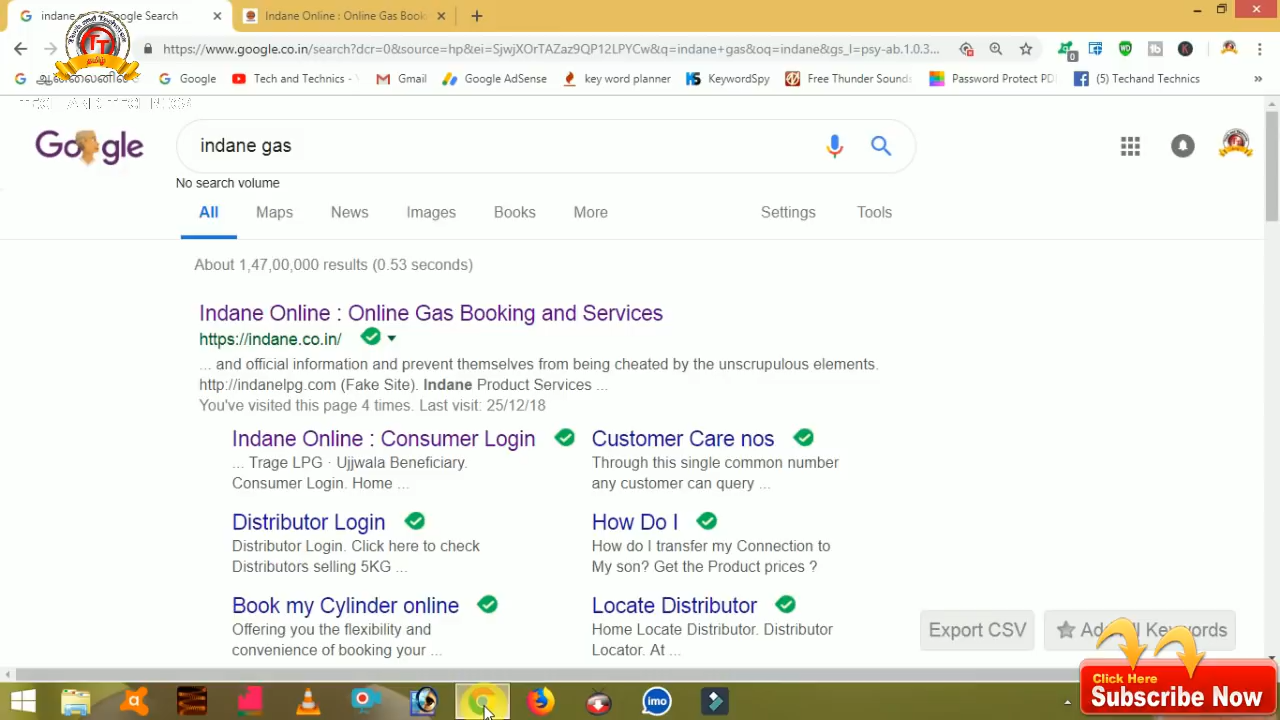 indane gas - Google Search
Indane Online : Online Gas Book
https://www.google.co.in/search?dcr=0&source=hp&ei=SjwjXOrTAZaz9QP12LPYCw&q=indane+gas&oq=indane&gs_l=psy-ab.1.0.3...
0
Google
Tech and Technics -
Gmail
Google AdSense
key word planner
KeywordSpy
Free Thunder Sound
Password Protect PD
(5) Techand Technics
»
Tech and Technics
தமிழ்
Google
indane gas
No search volume
All
Maps
News
Images
Books
More
Settings
Tools
About 1,47,00,000 results (0.53 seconds)
Indane Online : Online Gas Booking and Services
https://indane.co.in/
... and official information and prevent themselves from being cheated by the unscrupulous elements.
http://indanelpg.com (Fake Site). Indane Product Services ...
You've visited this page 4 times. Last visit: 25/12/18
Indane Online : Consumer Login
... Trage LPG · Ujjwala Beneficiary.
Consumer Login. Home ...
Customer Care nos
Through this single common number
any customer can query ...
Distributor Login
Distributor Login. Click here to check
Distributors selling 5KG ...
How Do I
How do I transfer my Connection to
My son? Get the Product prices ?
Book my Cylinder online
Offering you the flexibility and
convenience of booking your ...
Locate Distributor
Home Locate Distributor. Distributor
Locator. At ...
Export CSV
Keywords
Click Here
Subscribe Now
imo